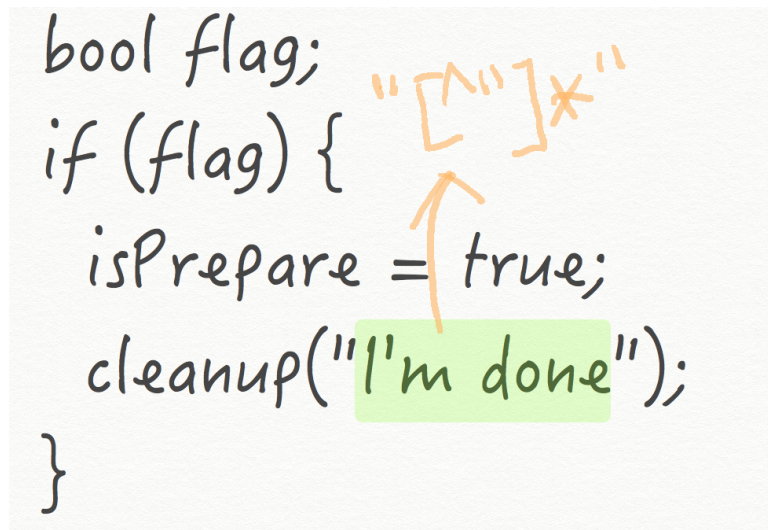 bool flag;
"[^"]*"
if (flag) {
isPrepare = true;
cleanup("I'm done");
}